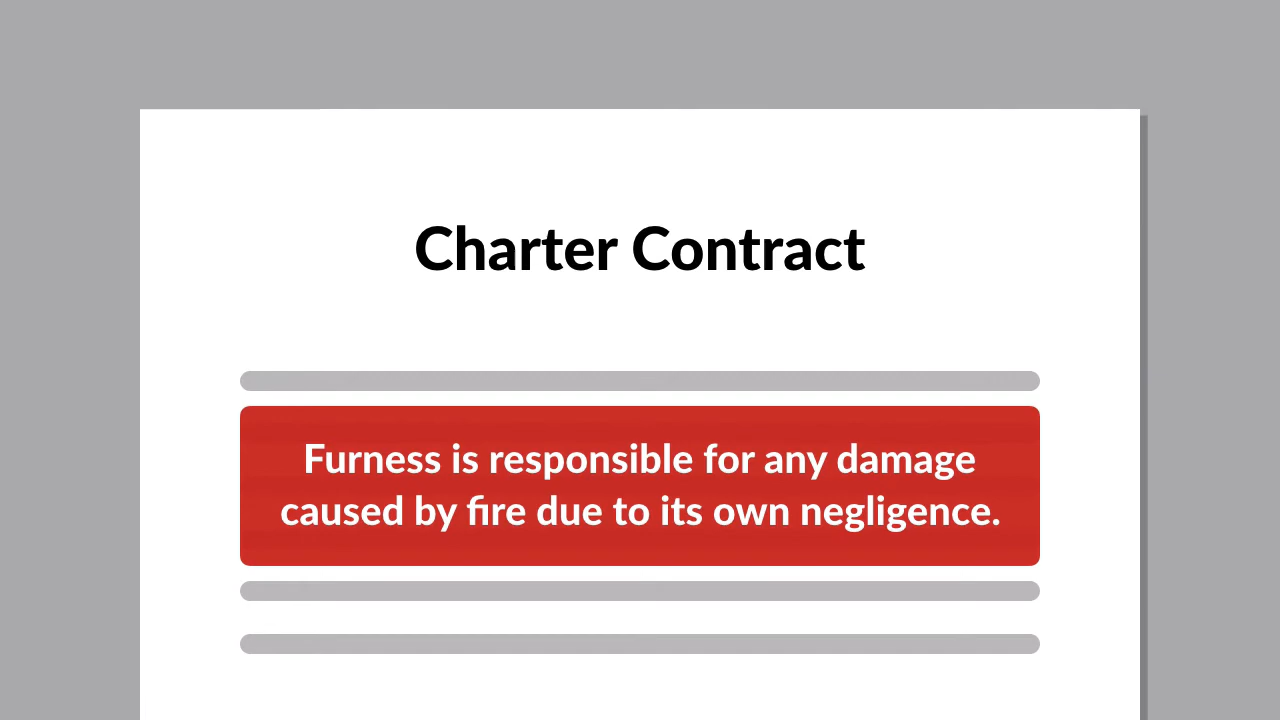 Charter Contract
Furness is responsible for any damage
caused by fire due to its own negligence.